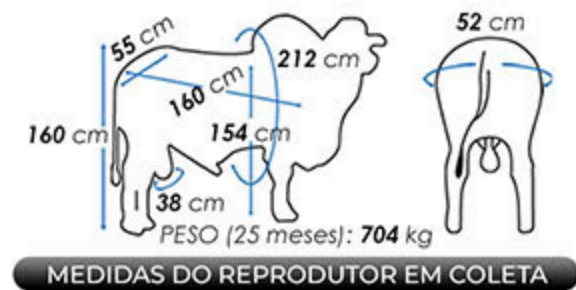 55 cm
52 cm
212 cm
160 cm
160 cm
154 cm
38 cm
PESO (25 meses): 704 kg
MEDIDAS DO REPRODUTOR EM COLETA